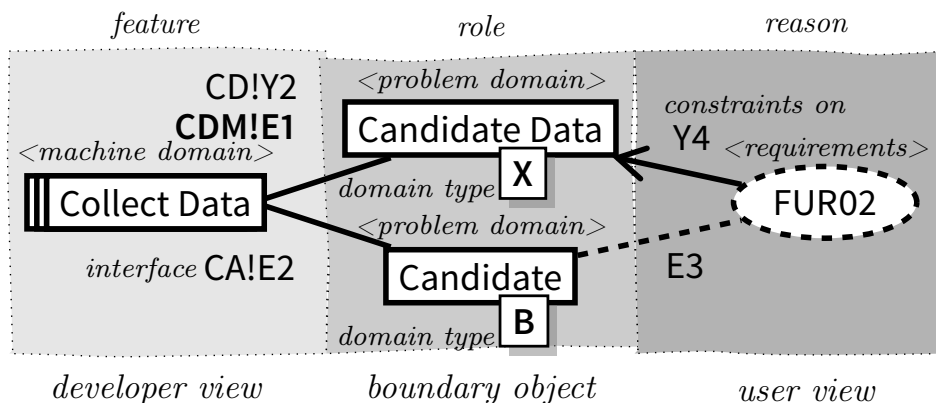 feature
role
reason
CD!Y2
CDM!E1
<machine domain>
Collect Data
interface CA!E2
<problem domain>
Candidate Data
X
domain type
<problem domain>
Candidate
B
domain type
constraints on
Y4
<requirements>
FUR02
E3
developer view
boundary object
user view